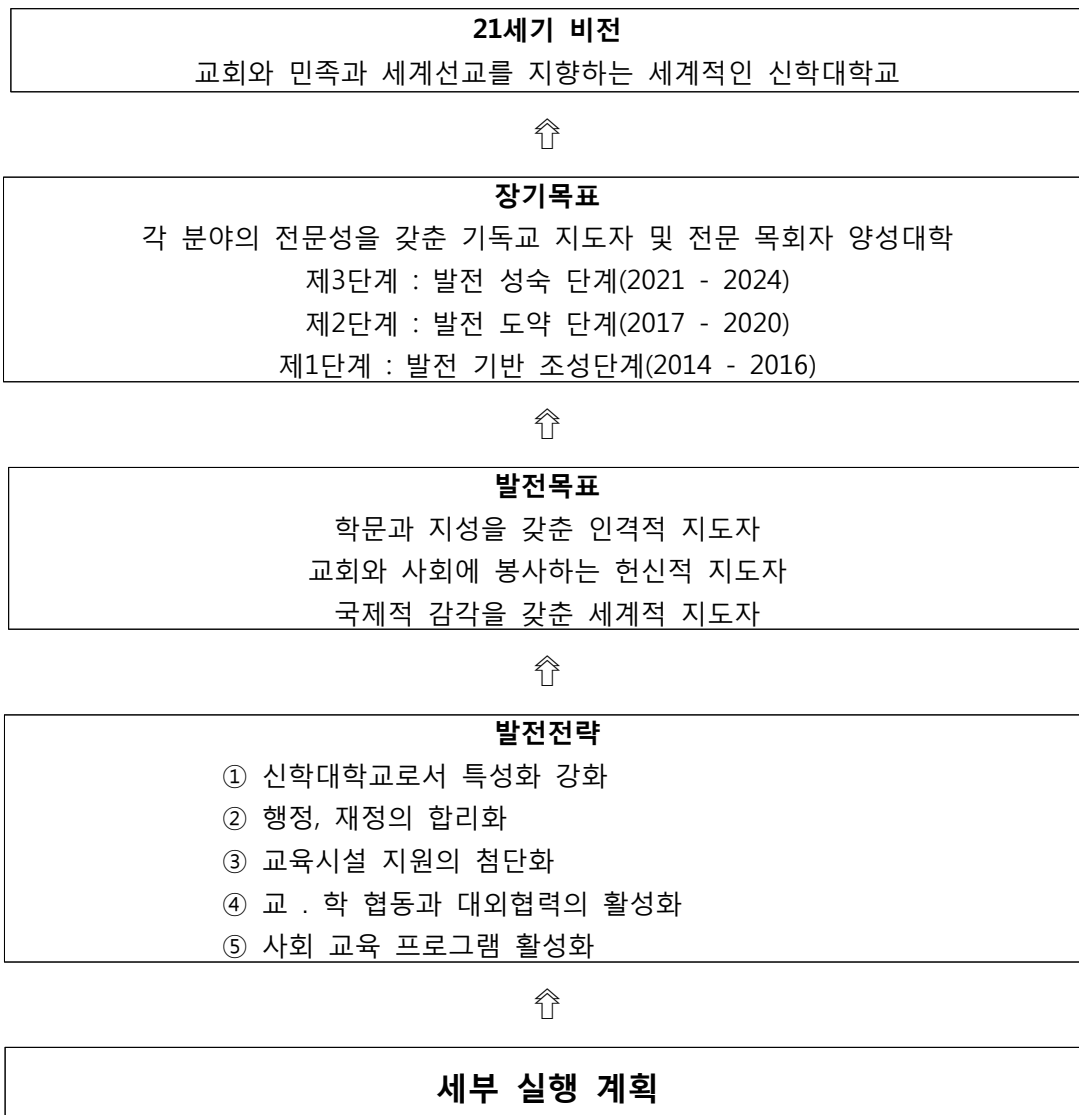 21세기 비전
교회와 민족과 세계선교를 지향하는 세계적인 신학대학교
⇧
장기목표
각 분야의 전문성을 갖춘 기독교 지도자 및 전문 목회자 양성대학
제3단계 : 발전 성숙 단계(2021 - 2024)
제2단계 : 발전 도약 단계(2017 - 2020)
제1단계 : 발전 기반 조성단계(2014 - 2016)
⇧
발전목표
학문과 지성을 갖춘 인격적 지도자
교회와 사회에 봉사하는 헌신적 지도자
국제적 감각을 갖춘 세계적 지도자
⇧
발전전략
① 신학대학교로서 특성화 강화
② 행정, 재정의 합리화
③ 교육시설 지원의 첨단화
④ 교 . 학 협동과 대외협력의 활성화
⑤ 사회 교육 프로그램 활성화
⇧
세부 실행 계획